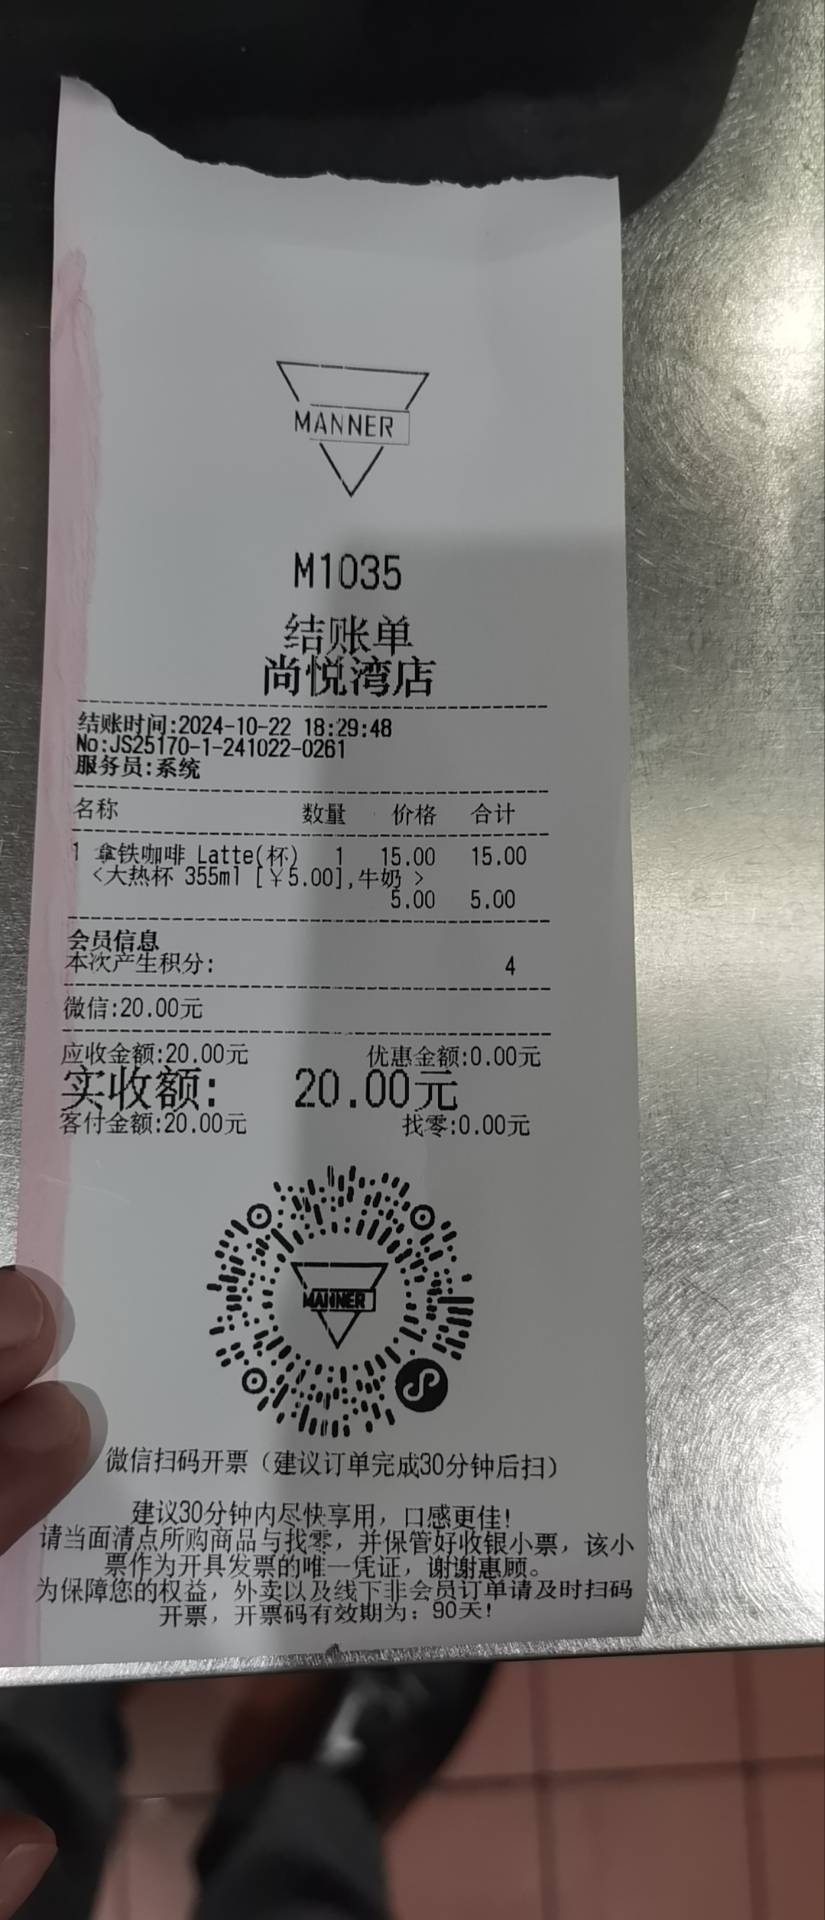 MANNER
M1035
结账单
尚悦湾店
结账时间:2024-10-22 18:29:48
No:JS25170-1-241022-0261
服务员:系统
名称 数量 价格 合计
1 拿铁咖啡 Latte(杯) 1 15.00 15.00
<大热杯 355ml [￥5.00],牛奶 >
5.00 5.00
会员信息
本次产生积分: 4
微信:20.00元
应收金额:20.00元 优惠金额:0.00元
实收额: 20.00元
客付金额:20.00元 找零:0.00元
MANNER
微信扫码开票（建议订单完成30分钟后扫）
建议30分钟内尽快享用，口感更佳!
请当面清点所购商品与找零，并保管好收银小票，该小
票作为开具发票的唯一凭证，谢谢惠顾。
为保障您的权益，外卖以及线下非会员订单请及时扫码
开票，开票码有效期为：90天!